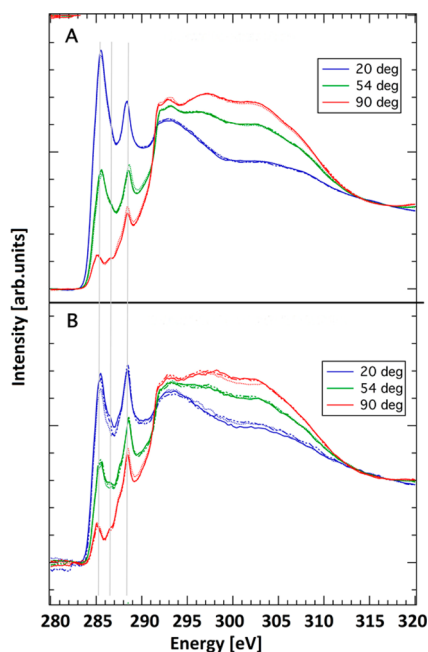 A
20 deg
54 deg
90 deg
Intensity [arb.units]
B
20 deg
54 deg
90 deg
280 285 290 295 300 305 310 315 320
Energy [eV]